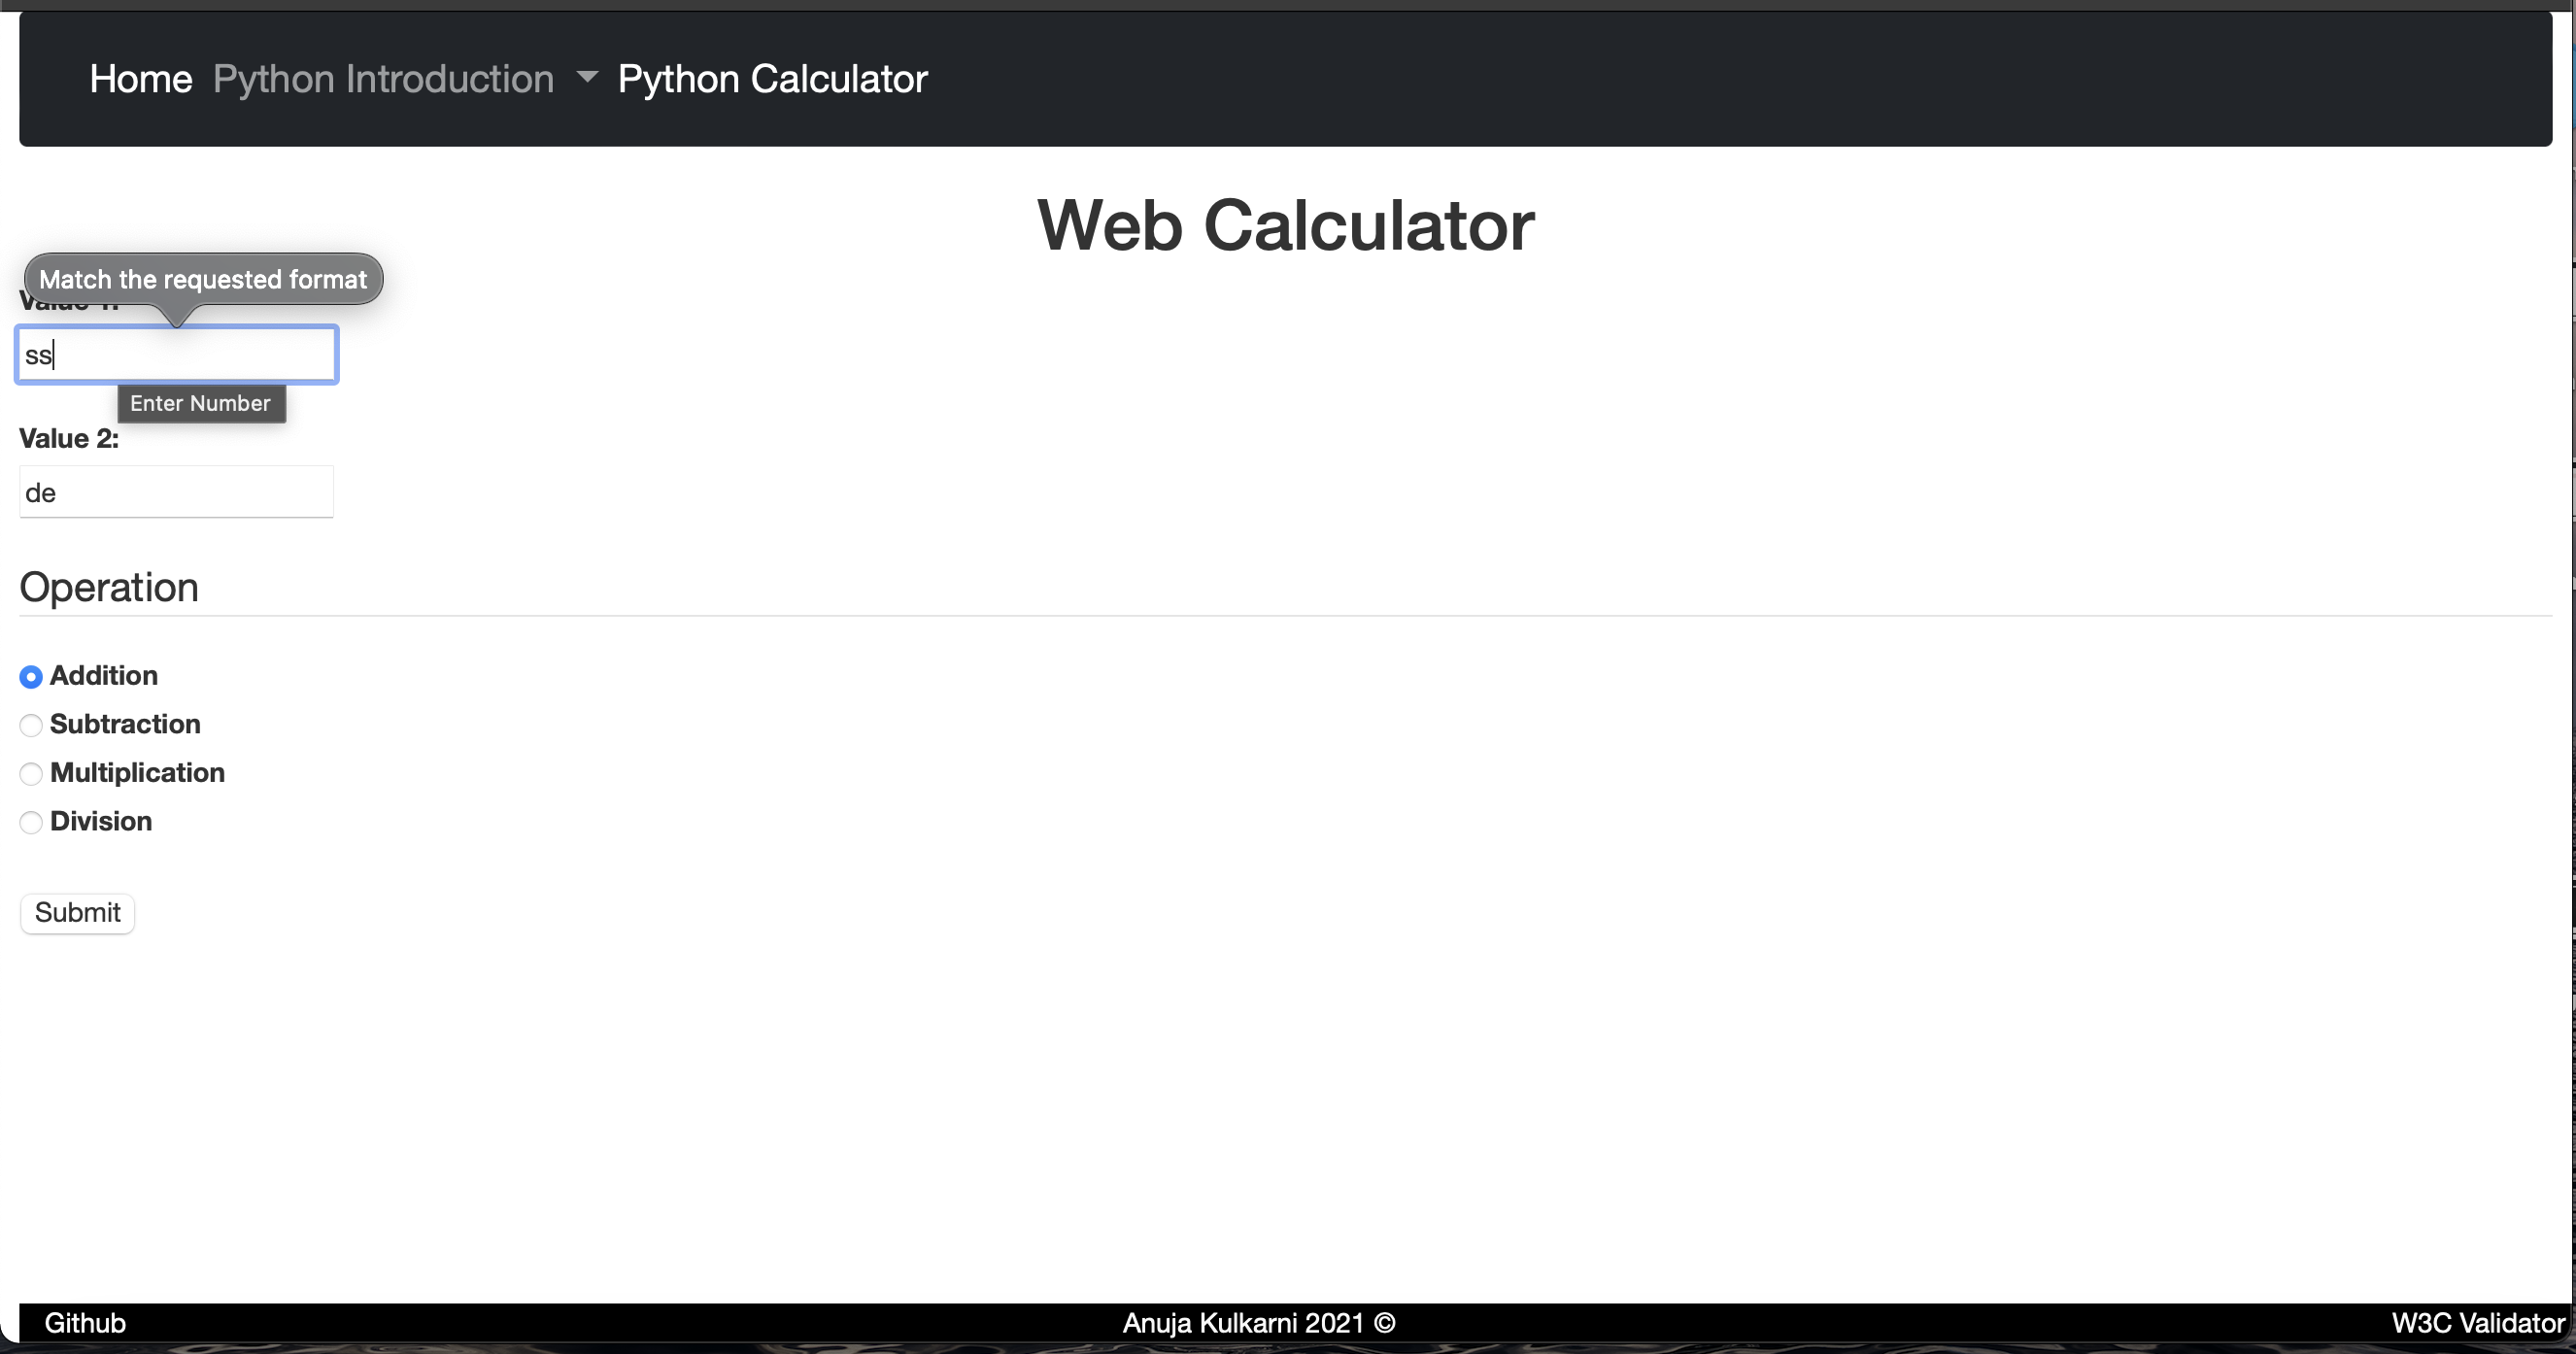 Home Python Introduction Python Calculator
Web Calculator
Match the requested format
Value 1:
ss
Enter Number
Value 2:
de
Operation
Addition
Subtraction
Multiplication
Division
Submit
Github Anuja Kulkarni 2021 © W3C Validator